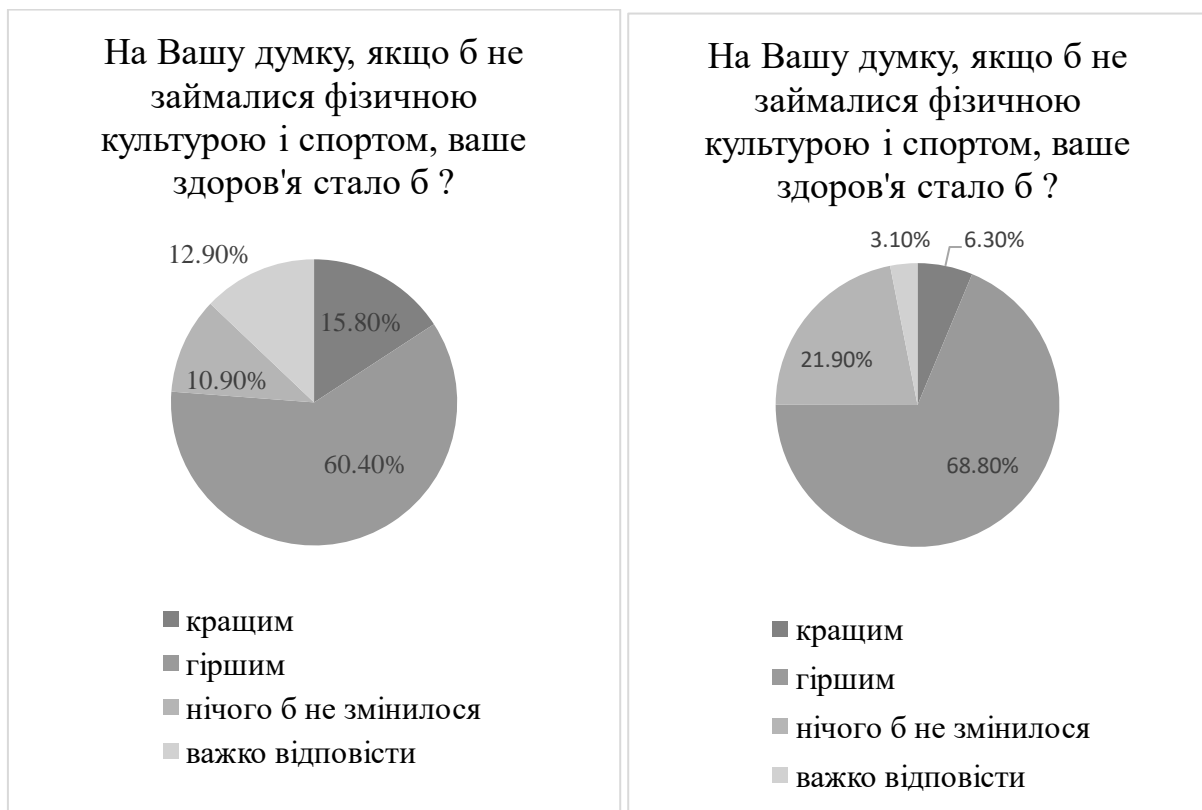 На Вашу думку, якщо б не
займалися фізичною
культурою і спортом, ваше
здоров'я стало б ?
12.90%
15.80%
10.90%
60.40%
кращим
гіршим
нічого б не змінилося
важко відповісти
На Вашу думку, якщо б не
займалися фізичною
культурою і спортом, ваше
здоров'я стало б ?
3.10%
6.30%
21.90%
68.80%
кращим
гіршим
нічого б не змінилося
важко відповісти